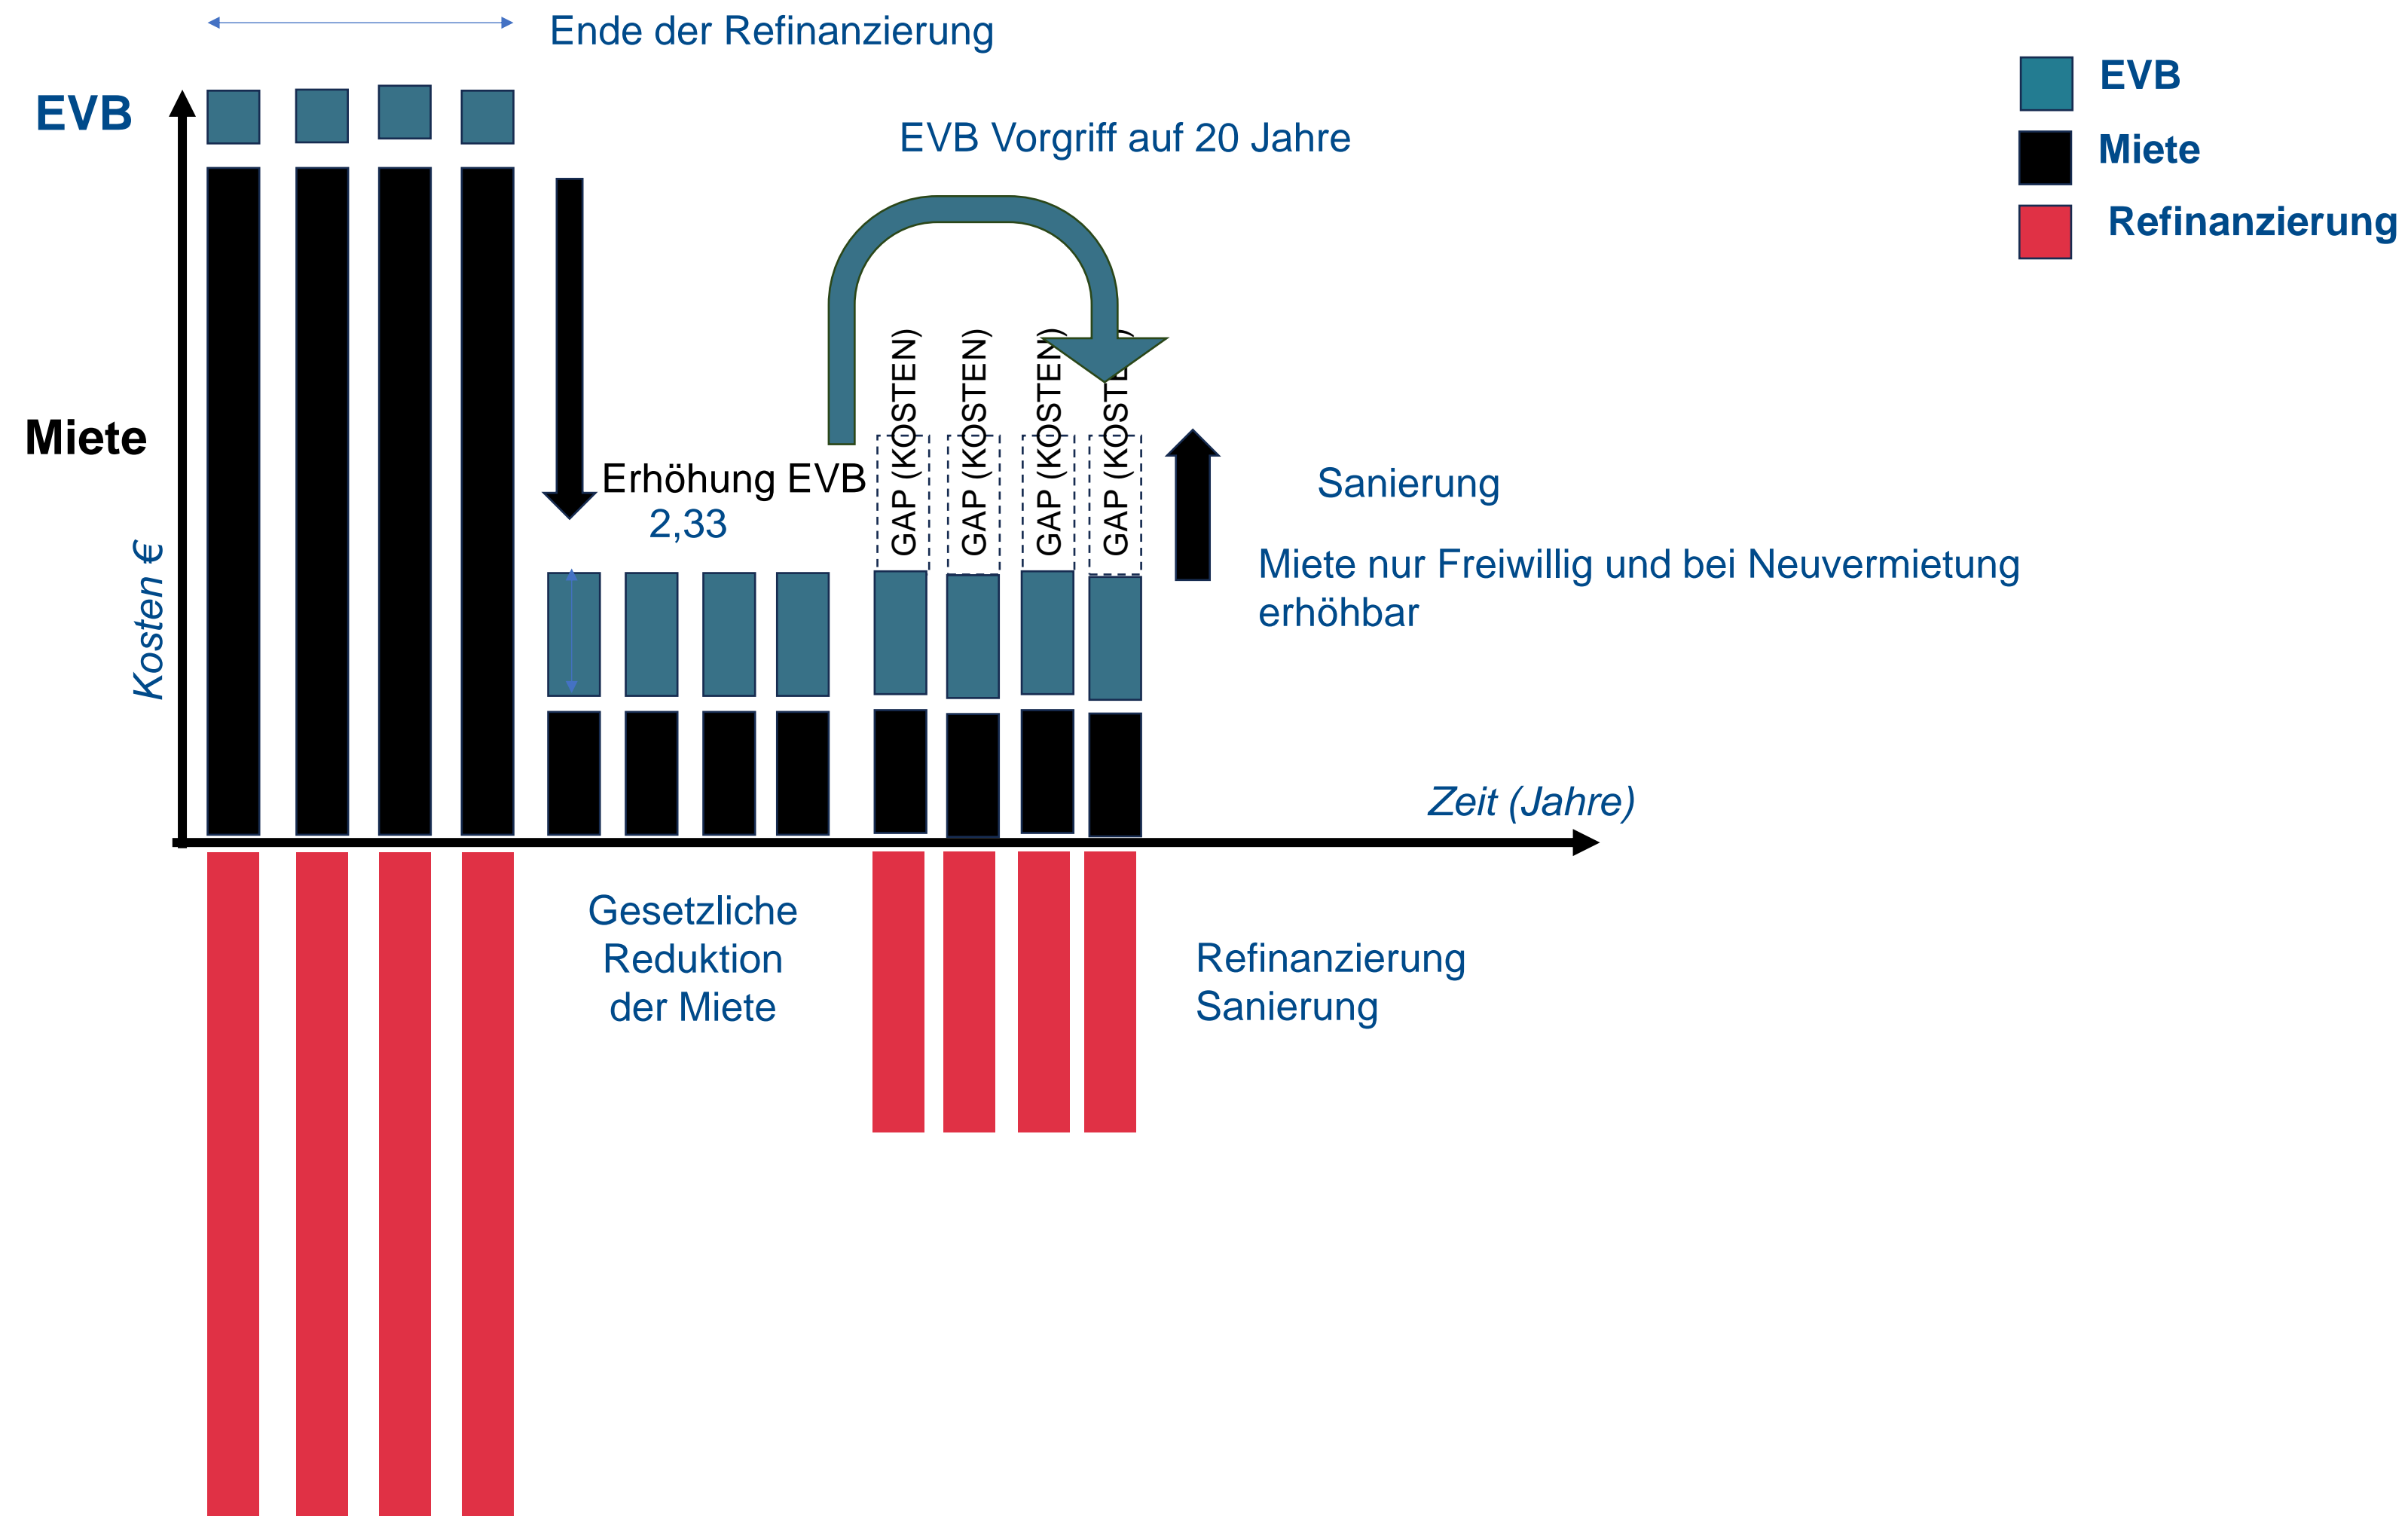 Ende der Refinanzierung
EVB
EVB
Miete
Refinanzierung
EVB Vorgriff auf 20 Jahre
Miete
Kosten €
Erhöhung EVB
2,33
GAP (KOSTEN)
GAP (KOSTEN)
GAP (KOSTEN)
GAP (KOSTEN)
Sanierung
Miete nur Freiwillig und bei Neuvermietung
erhöhbar
Zeit (Jahre)
Gesetzliche
Reduktion
der Miete
Refinanzierung
Sanierung